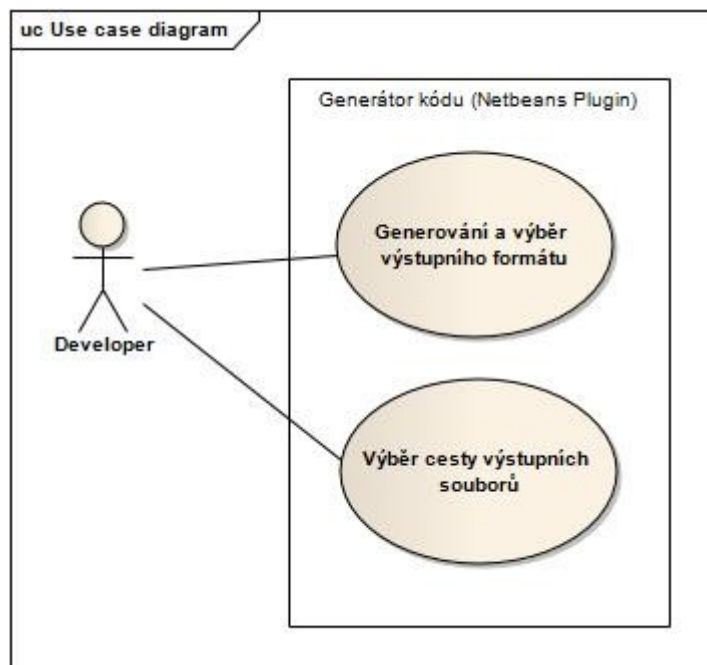 uc Use case diagram
Generátor kódu (Netbeans Plugin)
Generování a výběr
výstupního formátu
Developer
Výběr cesty výstupních
souborů